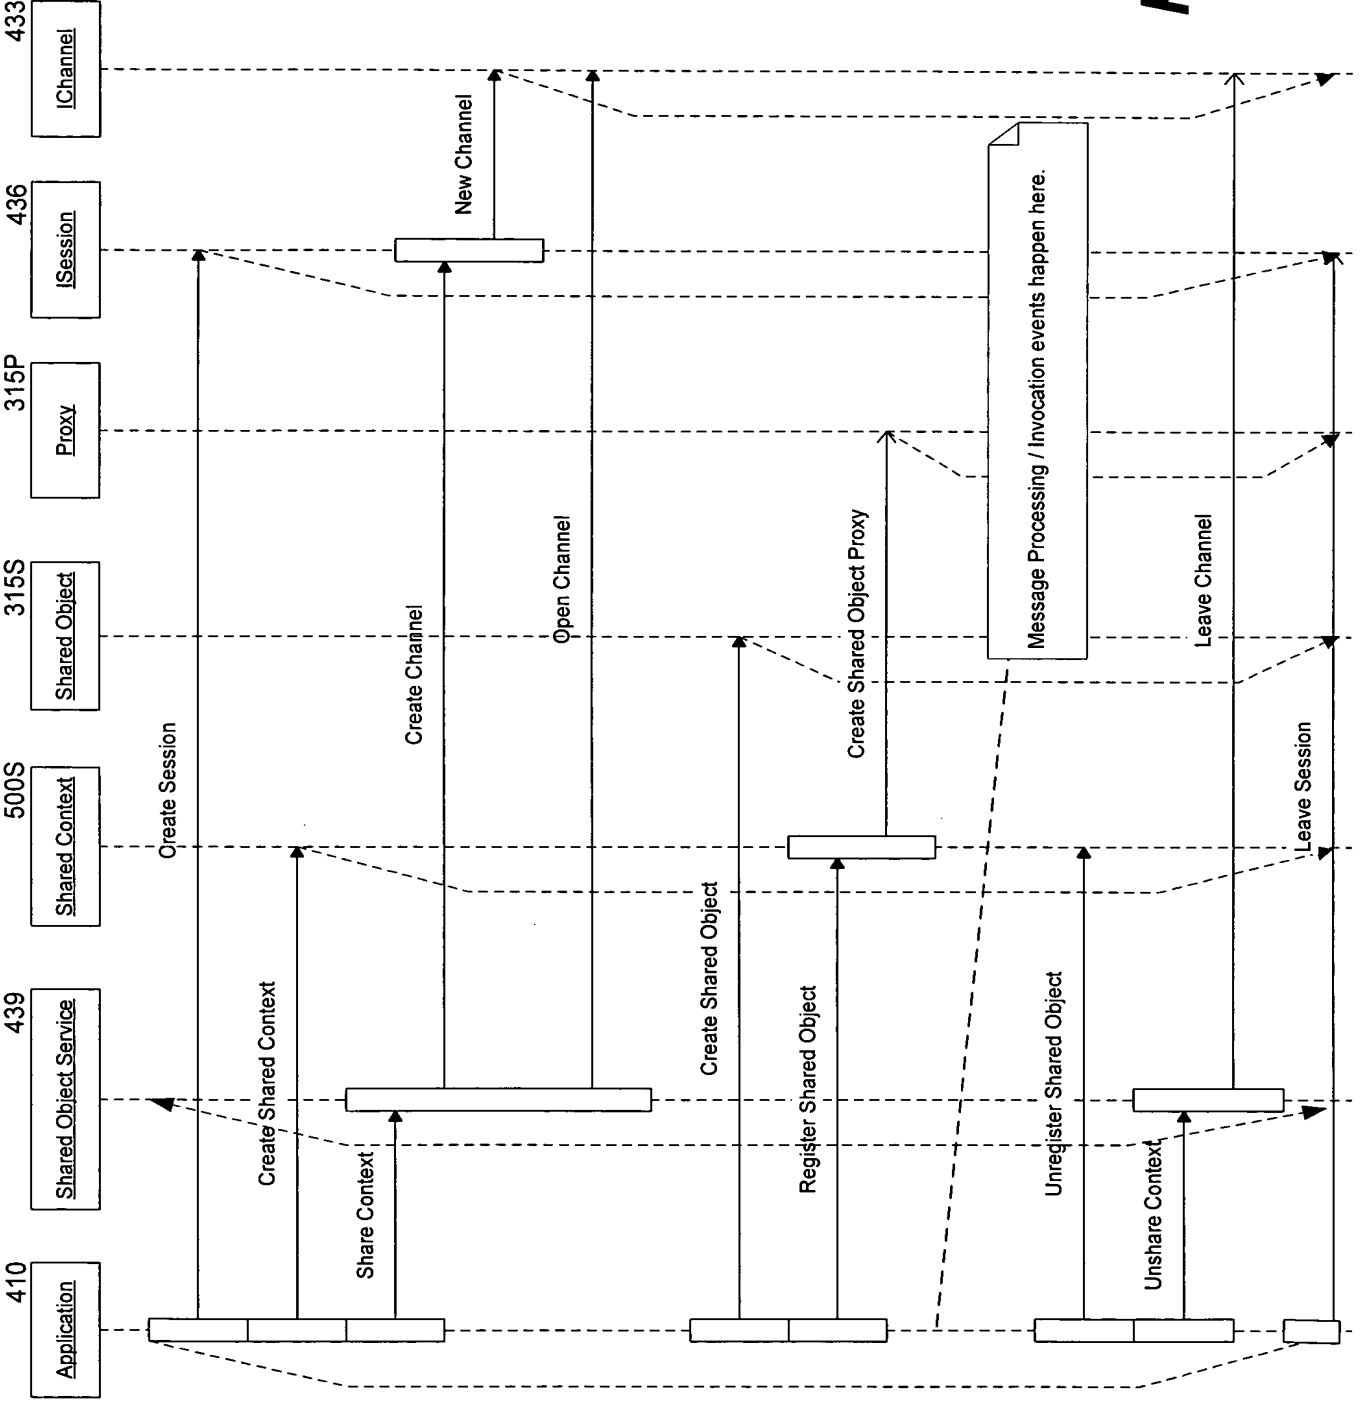 410
Application
439
Shared Object Service
500S
Shared Context
315S
Shared Object
315P
Proxy
436
ISession
433
IChannel
Create Session
Create Shared Context
Share Context
Create Channel
New Channel
Open Channel
Create Shared Object
Register Shared Object
Create Shared Object Proxy
Message Processing / Invocation events happen here.
Unregister Shared Object
Unshare Context
Leave Channel
Leave Session